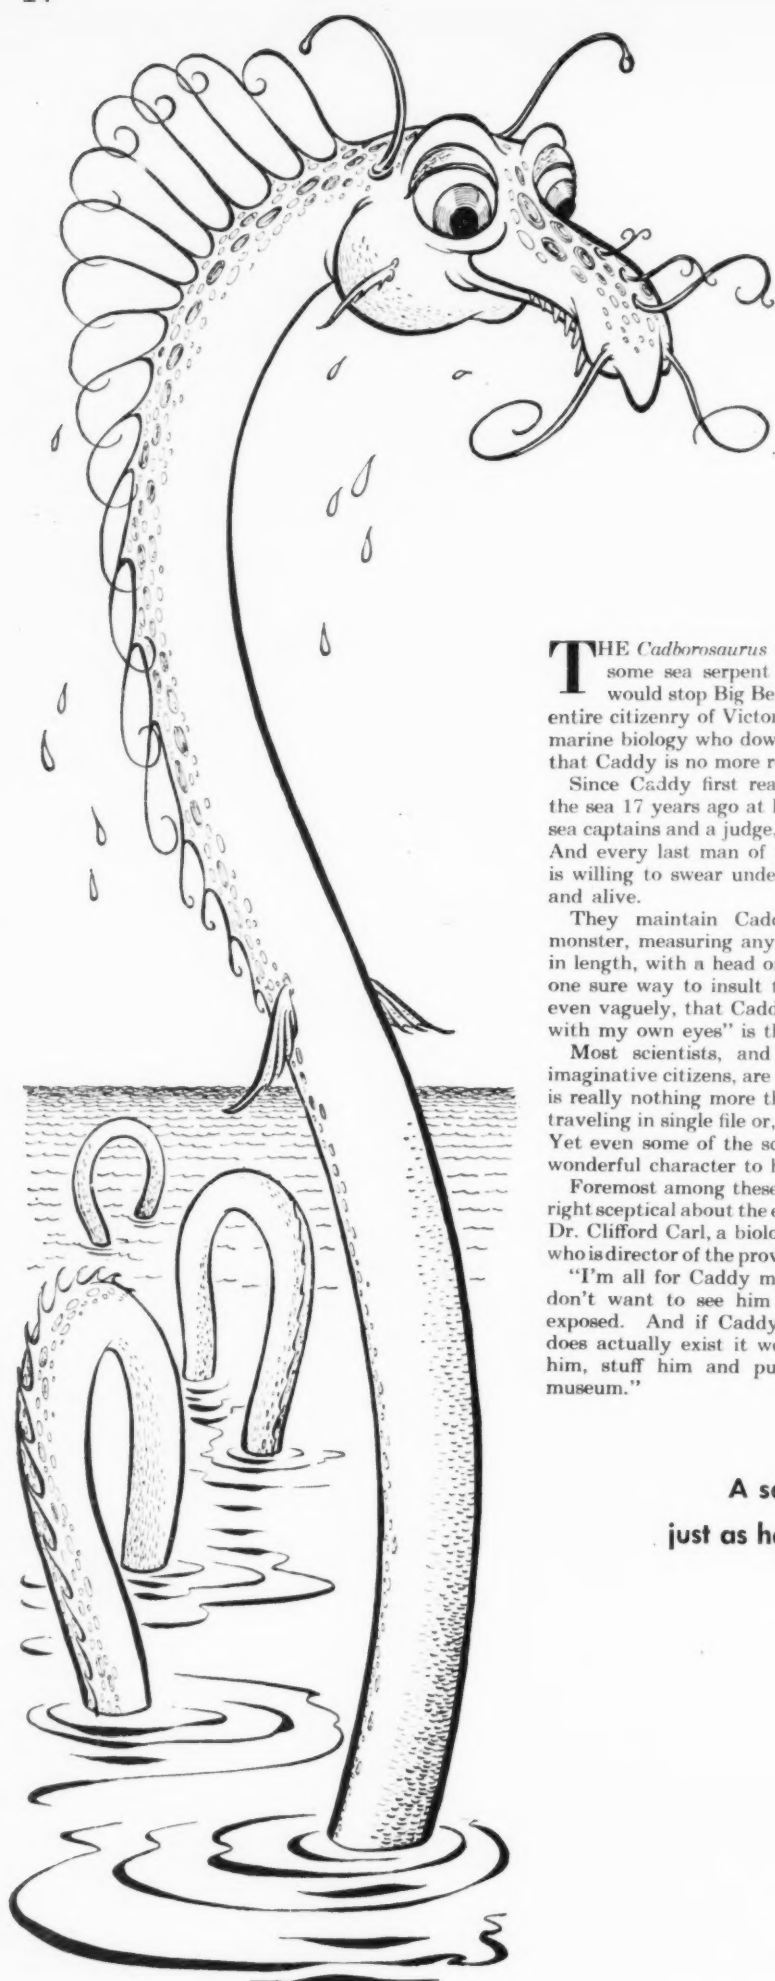 THE Cadborosaurus
some sea serpent
would stop Big Be
entire citizenry of Victor
marine biology who dow
that Caddy is no more r
Since Caddy first rea
the sea 17 years ago at
sea captains and a judge,
And every last man of
is willing to swear unde
and alive.
They maintain Cadd
monster, measuring any
in length, with a head o
one sure way to insult t
even vaguely, that Cadd
with my own eyes" is th
Most scientists, and
imaginative citizens, are
is really nothing more th
traveling in single file or,
Yet even some of the sc
wonderful character to h
Foremost among these
right sceptical about the e
Dr. Clifford Carl, a biolo
who is director of the prov
"I'm all for Caddy m
don't want to see him
exposed. And if Caddy
does actually exist it wo
him, stuff him and pu
museum."
A se
just as ha